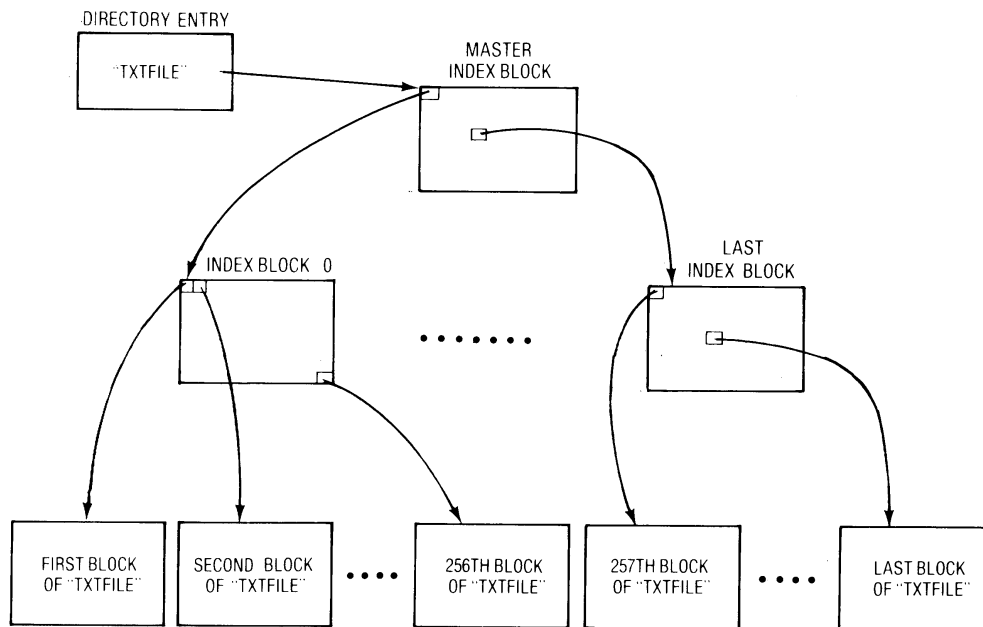 DIRECTORY ENTRY
"TXTFILE"
MASTER
INDEX BLOCK
INDEX BLOCK 0
LAST
INDEX BLOCK
FIRST BLOCK
OF "TXTFILE"
SECOND BLOCK
OF "TXTFILE"
256TH BLOCK
OF "TXTFILE"
257TH BLOCK
OF "TXTFILE"
LAST BLOCK
OF "TXTFILE"